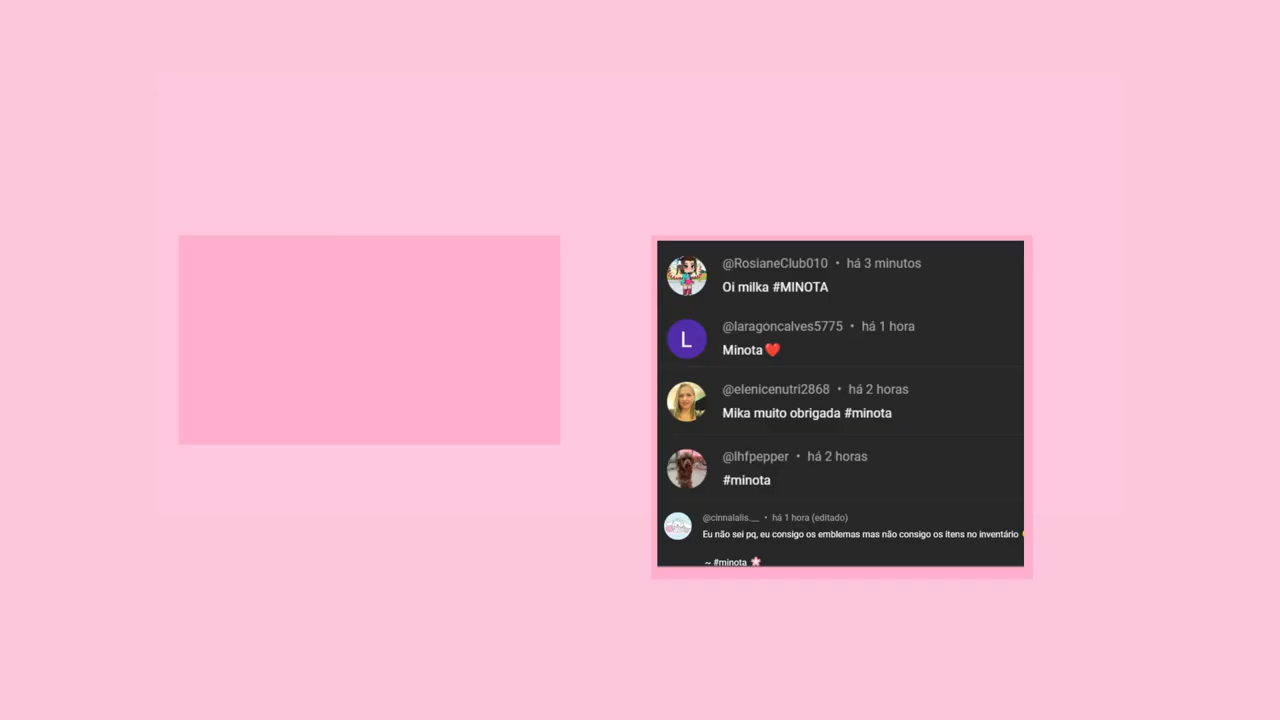 @RosianeClub010 • há 3 minutos
Oi milka #MINOTA
L
@laragoncalves5775 • há 1 hora
Minota❤️
@elenicenutri2868 • há 2 horas
Mika muito obrigada #minota
@lhfpepper • há 2 horas
#minota
@cinnalalis.__ • há 1 hora (editado)
Eu não sei pq, eu consigo os emblemas mas não consigo os itens no inventário
~ #minota 🌸